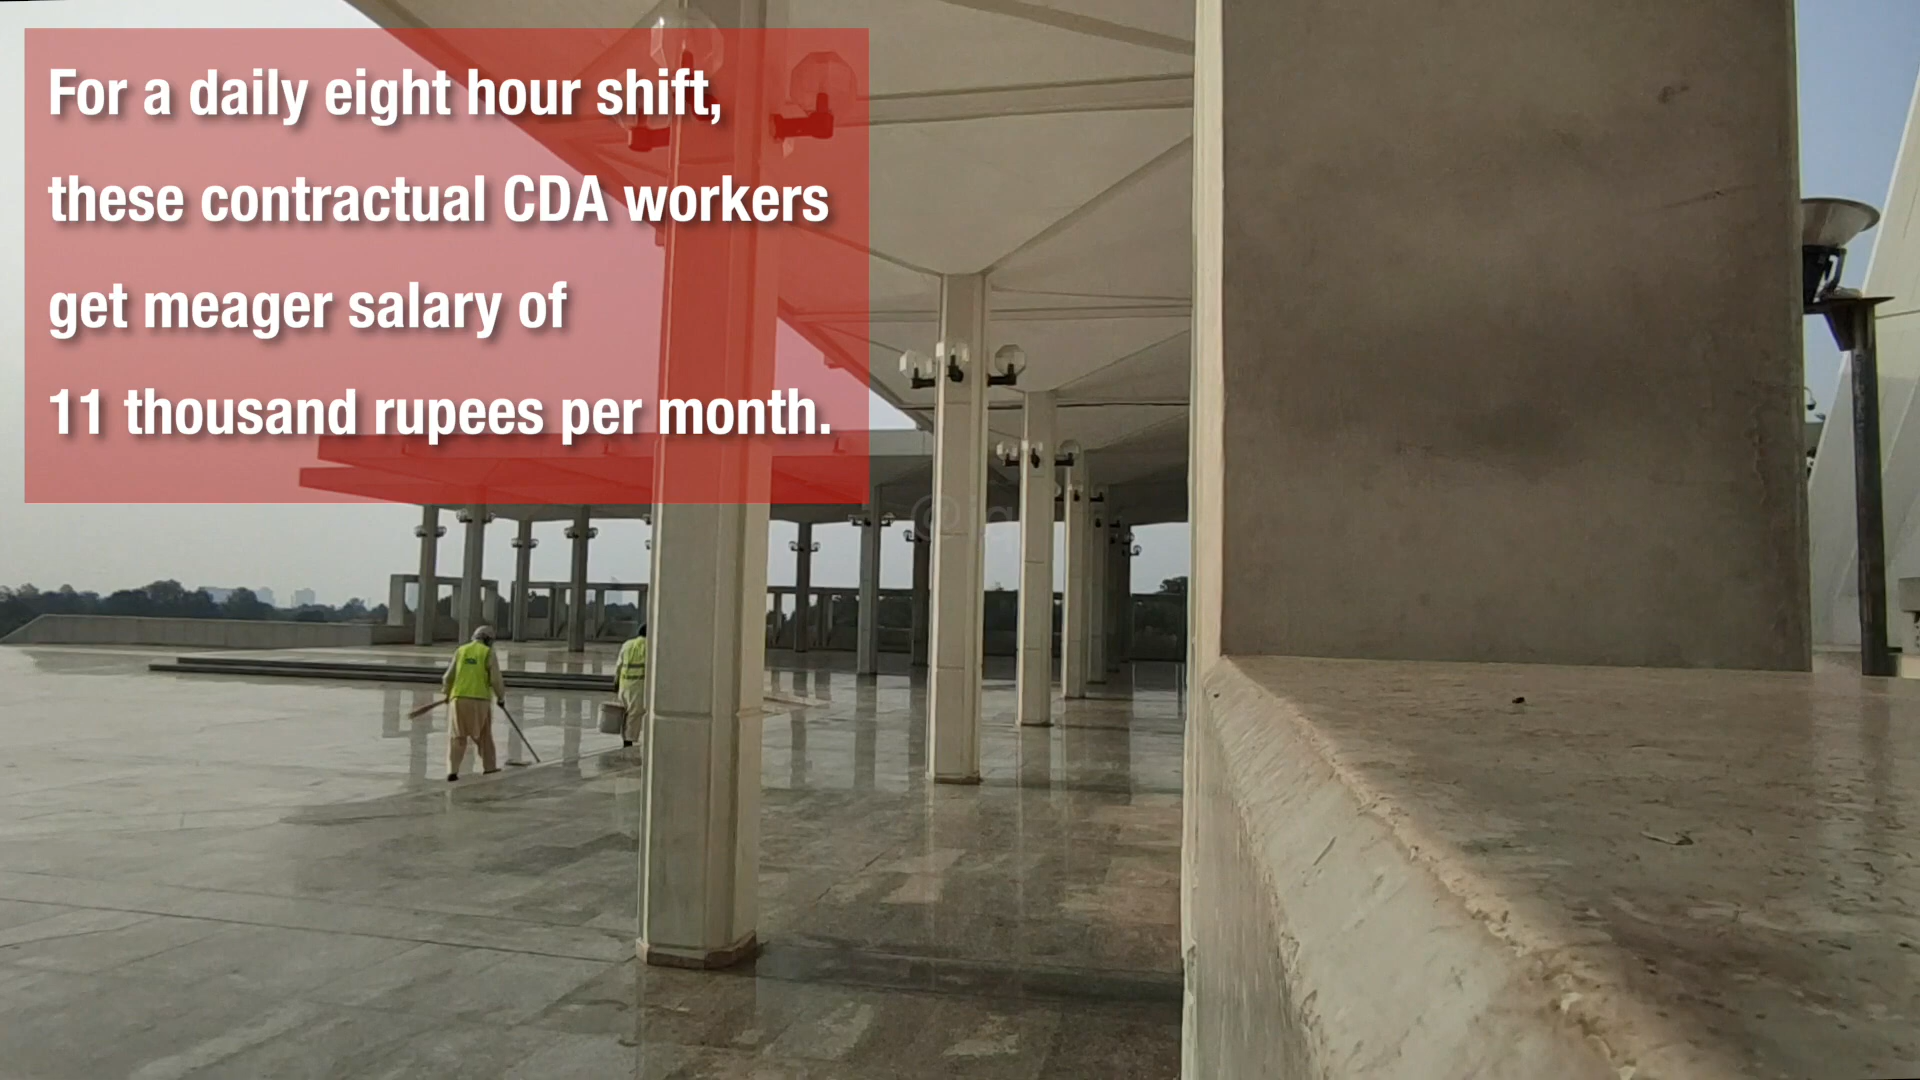 For a daily eight hour shift,
these contractual CDA workers
get meager salary of
11 thousand rupees per month.